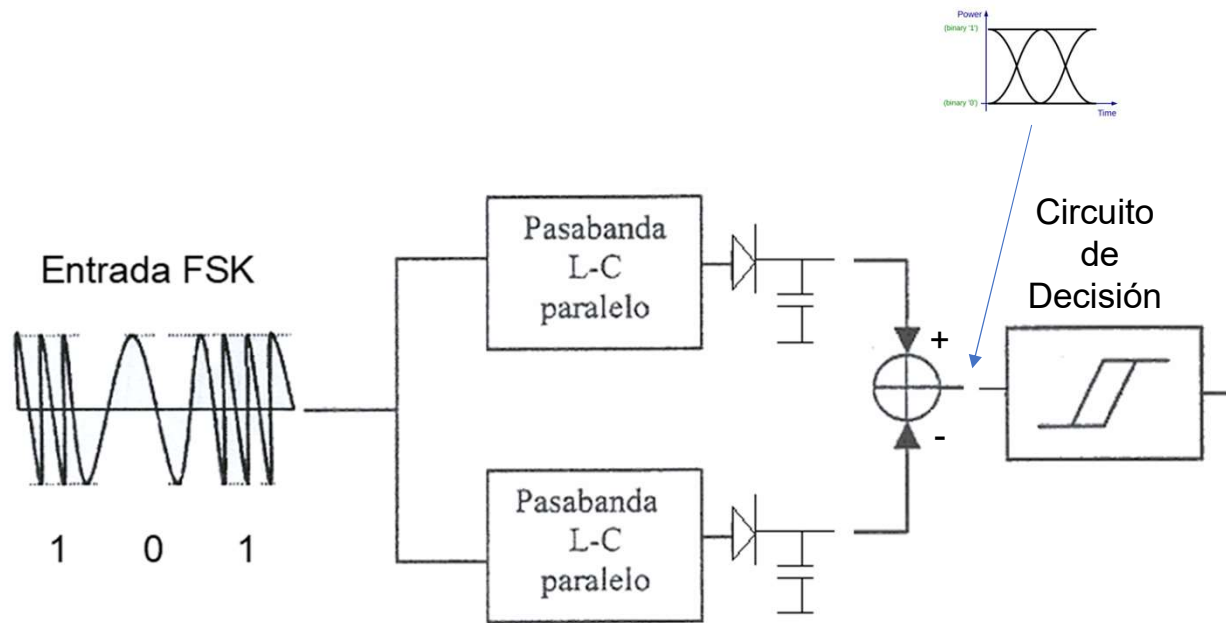 Power
(binary '1')
(binary '0')
Time
Entrada FSK
1 0 1
Pasabanda
L-C
paralelo
Pasabanda
L-C
paralelo
+
-
Circuito
de
Decisión